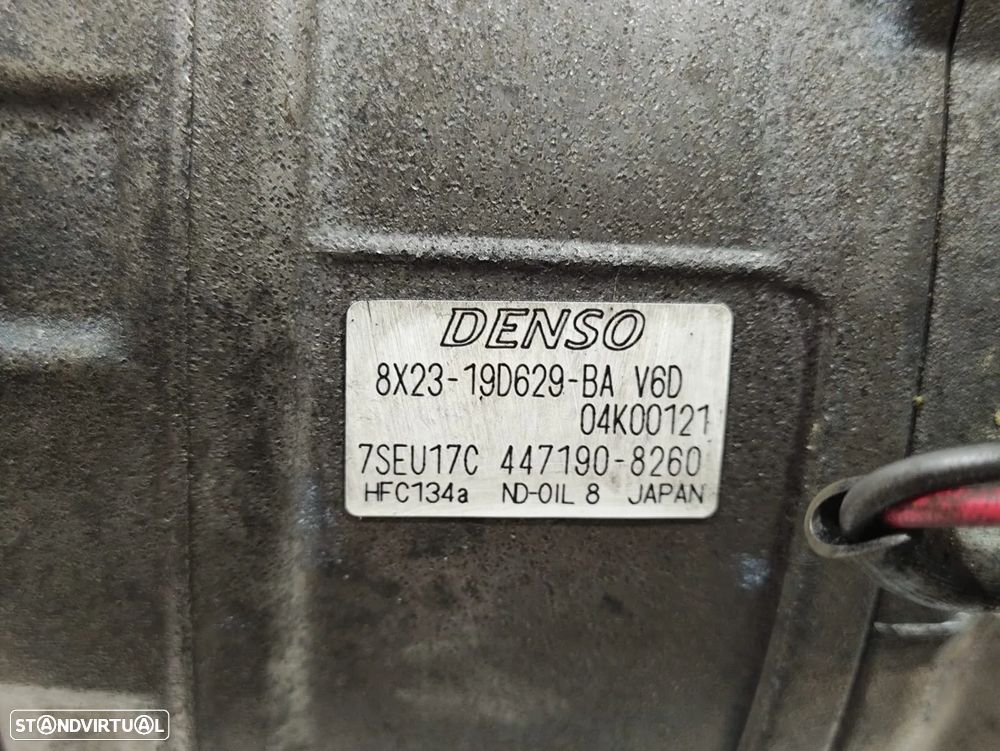 DENSO
8X23-19D629-BA V6D
04K00121
7SEU17C 447190-8260
HFC134a ND-OIL 8 JAPAN
STANDVIRTUAL